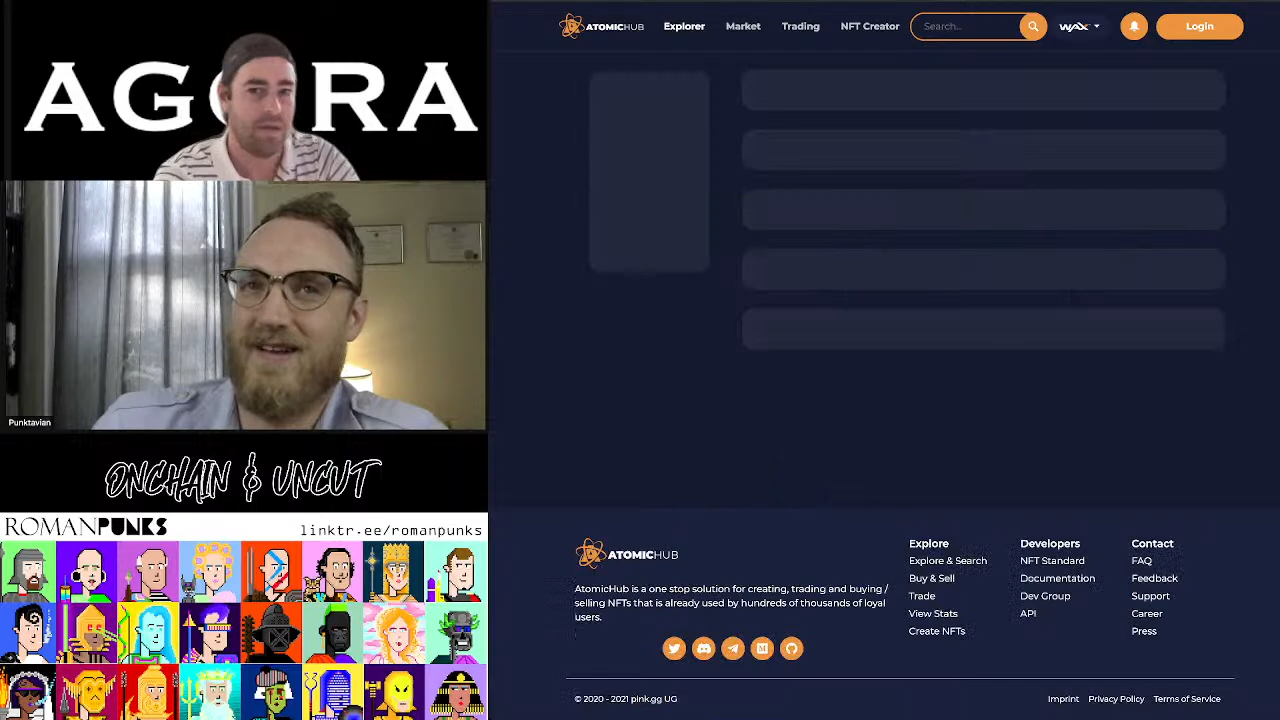 AGORA
Punktavian
ONCHAIN & UNCUT
ROMANPUNKS
linktr.ee/romanpunks
ATOMICHUB
Explorer
Market
Trading
NFT Creator
Search...
WAX
Login
ATOMICHUB
AtomicHub is a one stop solution for creating, trading and buying /
selling NFTs that is already used by hundreds of thousands of loyal
users.
Explore
Explore & Search
Buy & Sell
Trade
View Stats
Create NFTs
Developers
NFT Standard
Documentation
Dev Group
API
Contact
FAQ
Feedback
Support
Career
Press
© 2020 - 2021 pink.gg UG
Imprint
Privacy Policy
Terms of Service